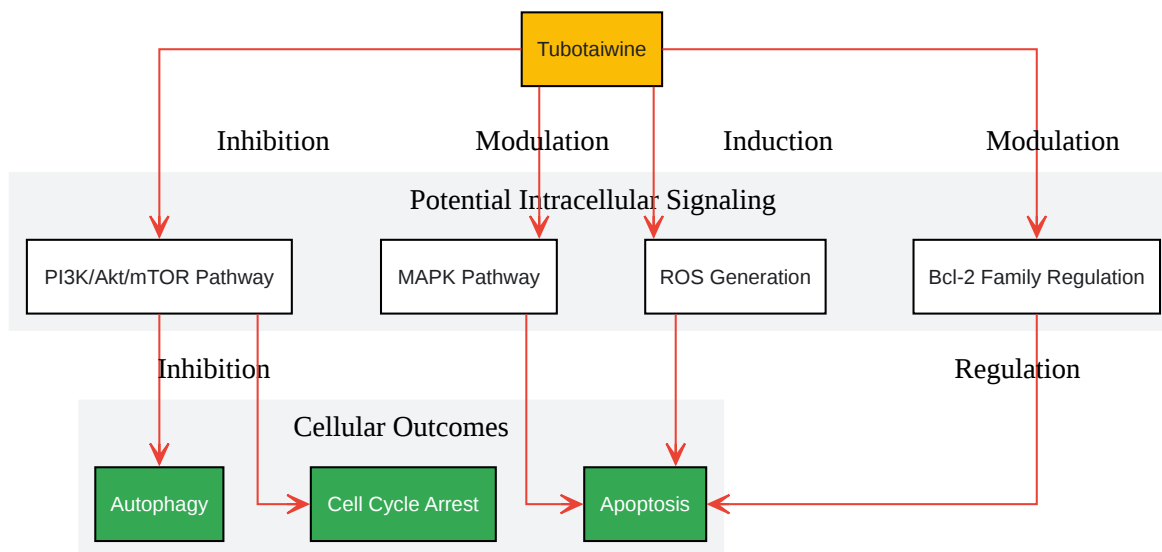 Tubotaiwine
Inhibition
Modulation
Induction
Modulation
Potential Intracellular Signaling
PI3K/Akt/mTOR Pathway
MAPK Pathway
ROS Generation
Bcl-2 Family Regulation
Inhibition
Regulation
Cellular Outcomes
Autophagy
Cell Cycle Arrest
Apoptosis